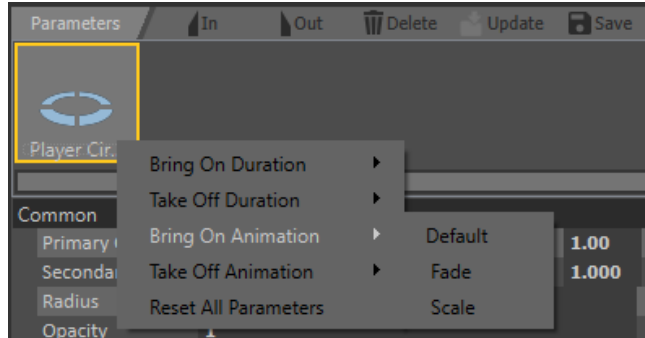 Parameters In Out Delete Update Save
Player Cir...
Bring On Duration
Take Off Duration
Common
Bring On Animation Default
Primary 1.00
Take Off Animation Fade
1.000
Radius Reset All Parameters Scale
Opacity 1